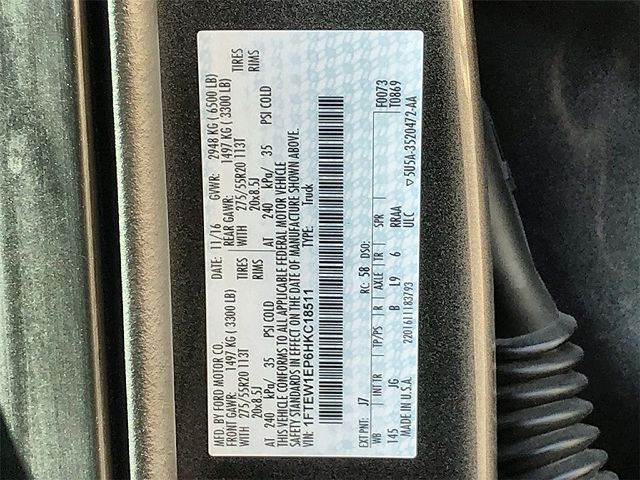 MFD. BY FORD MOTOR CO.
DATE: 11/16 GVWR: 2948 KG ( 6500 LB)
FRONT GAWR: 1497 KG ( 3300 LB) REAR GAWR: 1497 KG ( 3300 LB)
WITH 275/55R20 113T TIRES WITH 275/55R20 113T TIRES
20x8.5J RIMS 20x8.5J RIMS
AT 240 kPa/ 35 PSI COLD AT 240 kPa/ 35 PSI COLD
THIS VEHICLE CONFORMS TO ALL APPLICABLE FEDERAL MOTOR VEHICLE
SAFETY STANDARDS IN EFFECT ON THE DATE OF MANUFACTURE SHOWN ABOVE.
VIN: 1FTEW1EP6HKC18511 TYPE: Truck
F0073
T0869
EXT PNT: J7 RC: 58 DSO:
WB INT TR TP/PS R AXLE TR SPR
145 JG B L9 6 RRAA
MADE IN U.S.A. ULC
2201611183793 5U5A-3520472-AA